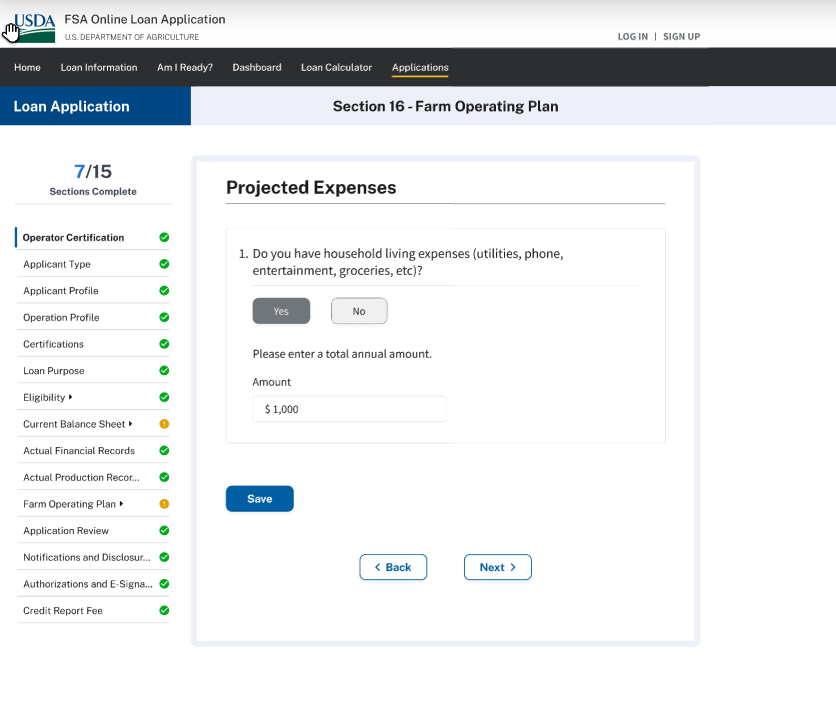 USDA
FSA Online Loan Application
U.S. DEPARTMENT OF AGRICULTURE
LOG IN | SIGN UP
Home
Loan Information
Am I Ready?
Dashboard
Loan Calculator
Applications
Loan Application
Section 16 - Farm Operating Plan
7/15
Sections Complete
Operator Certification
Applicant Type
Applicant Profile
Operation Profile
Certifications
Loan Purpose
Eligibility
Current Balance Sheet
Actual Financial Records
Actual Production Recor...
Farm Operating Plan
Application Review
Notifications and Disclosur...
Authorizations and E-Signa...
Credit Report Fee
Projected Expenses
1. Do you have household living expenses (utilities, phone,
entertainment, groceries, etc)?
Yes
No
Please enter a total annual amount.
Amount
$ 1,000
Save
Back
Next